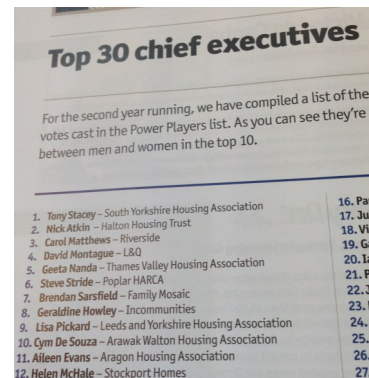 Top 30 chief executives
For the second year running, we have compiled a list of the
votes cast in the Power Players list. As you can see they're
between men and women in the top 10.
1. Tony Stacey – South Yorkshire Housing Association
2. Nick Atkin – Halton Housing Trust
3. Carol Matthews – Riverside
4. David Montague – L&Q
5. Geeta Nanda – Thames Valley Housing Association
6. Steve Stride – Poplar HARCA
7. Brendan Sarsfield – Family Mosaic
8. Geraldine Howley – Incommunities
9. Lisa Pickard – Leeds and Yorkshire Housing Association
10. Cym De Souza – Arawak Walton Housing Association
11. Aileen Evans – Aragon Housing Association
12. Helen McHale – Stockport Homes
16. Pa
17. Ju
18. Vi
19. G
20. Ia
21. P
22. J
23.
24.
25.
26.
27